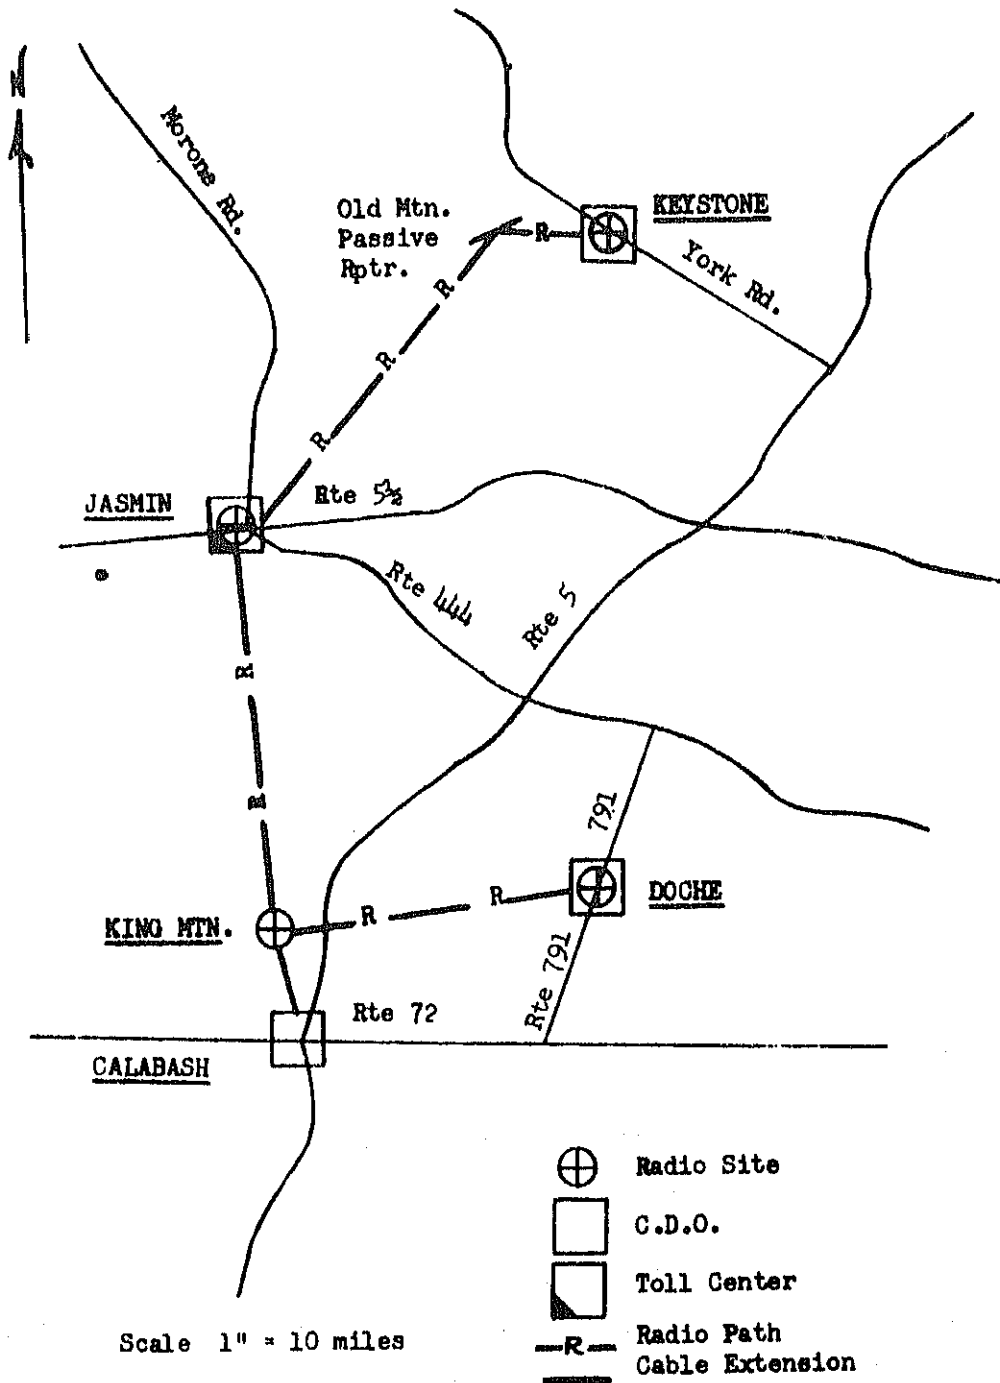 N
Morons Rd.
Old Mtn.
Passive
Rptr.
KEYSTONE
R
York Rd.
R
R
R
JASMIN
Rte 5½
Rte 444
Rte 5
R
R
791
DOCHE
KING MTN.
R
R
Rte 791
Rte 72
CALABASH
Radio Site
C.D.O.
Toll Center
Scale 1" = 10 miles
R
Radio Path
Cable Extension